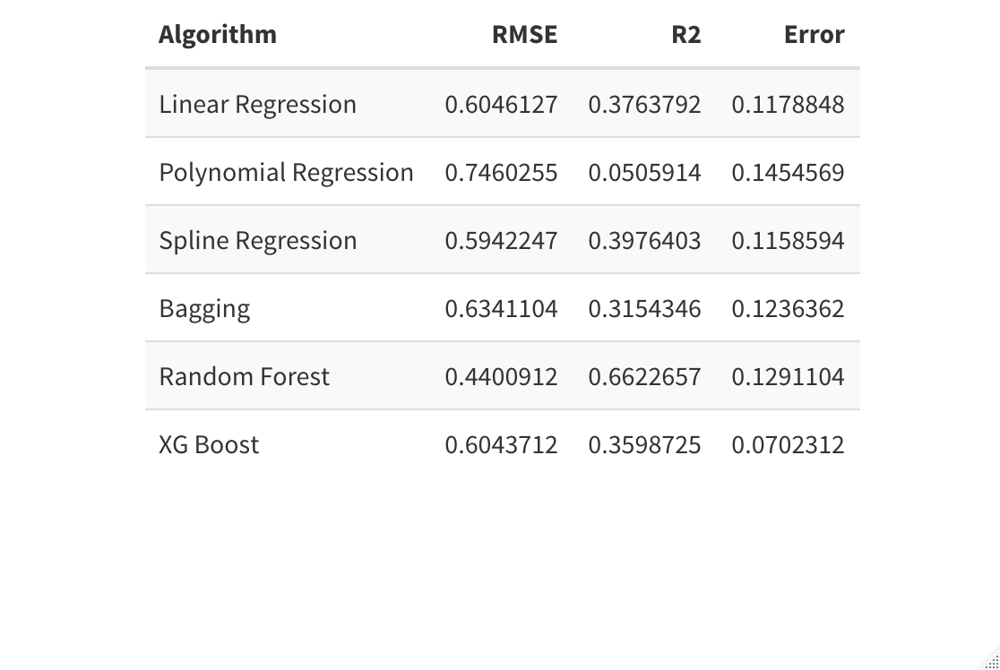 Algorithm RMSE R2 Error
Linear Regression 0.6046127 0.3763792 0.1178848
Polynomial Regression 0.7460255 0.0505914 0.1454569
Spline Regression 0.5942247 0.3976403 0.1158594
Bagging 0.6341104 0.3154346 0.1236362
Random Forest 0.4400912 0.6622657 0.1291104
XG Boost 0.6043712 0.3598725 0.0702312